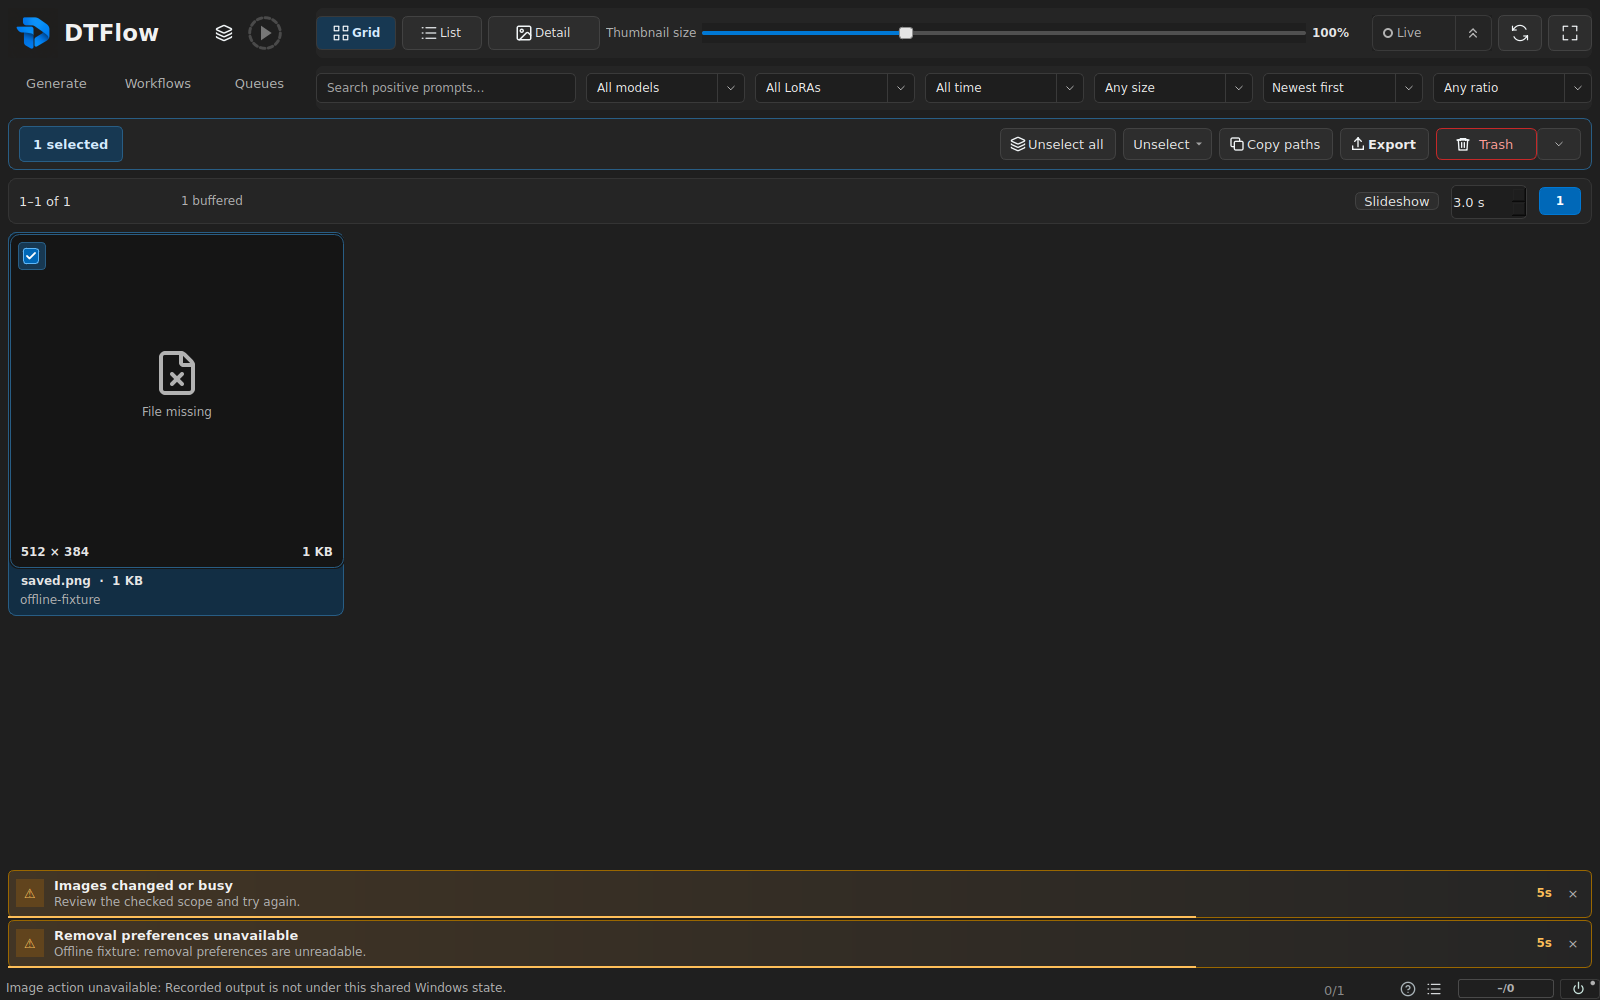 DTFlow
Grid
List
Detail
Thumbnail size
100%
Live
Generate
Workflows
Queues
Search positive prompts...
All models
All LoRAs
All time
Any size
Newest first
Any ratio
1 selected
Unselect all
Unselect
Copy paths
Export
Trash
1–1 of 1
1 buffered
Slideshow
3.0 s
1
File missing
512 × 384
1 KB
saved.png · 1 KB
offline-fixture
Images changed or busy
Review the checked scope and try again.
5s
Removal preferences unavailable
Offline fixture: removal preferences are unreadable.
5s
Image action unavailable: Recorded output is not under this shared Windows state.
0/1
–/0